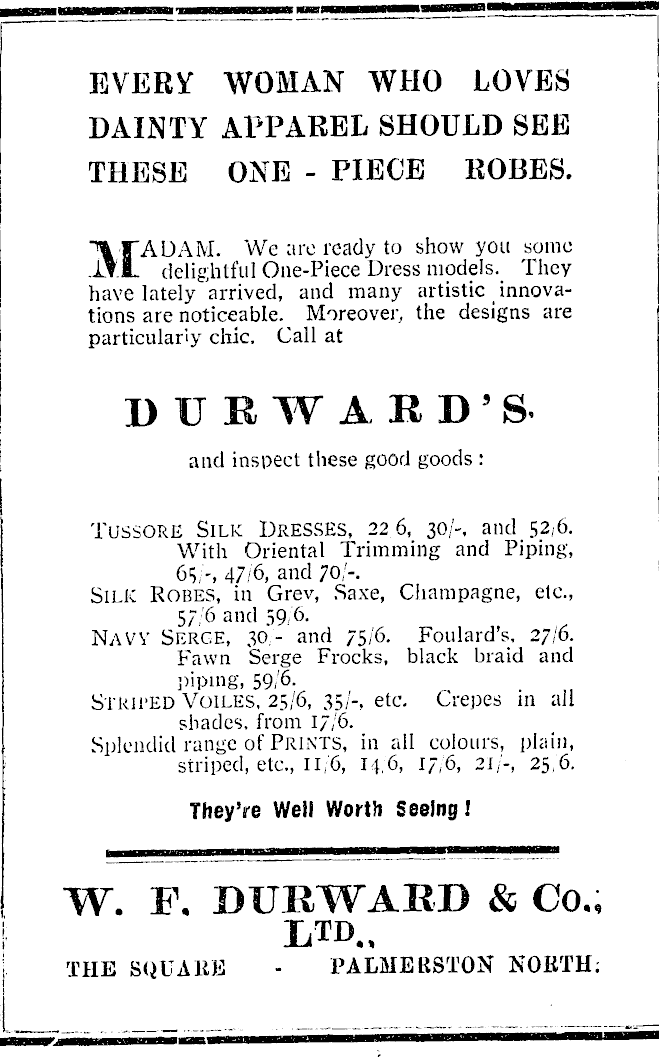 EVERY WOMAN WHO LOVES
DAINTY APPAREL SHOULD SEE
THESE ONE - PIECE ROBES.
MADAM. We are ready to show you some
delightful One-Piece Dress models. They
have lately arrived, and many artistic innova-
tions are noticeable. Moreover, the designs are
particularly chic. Call at
DURWARD'S.
and inspect these good goods :
TUSSORE SILK DRESSES, 22 6, 30/-, and 52/6.
With Oriental Trimming and Piping,
65/-, 47/6, and 70/-.
SILK ROBES, in Grey, Saxe, Champagne, etc.,
57/6 and 59/6.
NAVY SERGE, 30/- and 75/6. Foulard's, 27/6.
Fawn Serge Frocks, black braid and
piping, 59/6.
STRIPED VOILES, 25/6, 35/-, etc. Crepes in all
shades, from 17/6.
Splendid range of PRINTS, in all colours, plain,
striped, etc., 11/6, 14/6, 17/6, 21/-, 25/6.
They're Well Worth Seeing !
W. F. DURWARD & Co.,
LTD.,
THE SQUARE - PALMERSTON NORTH.